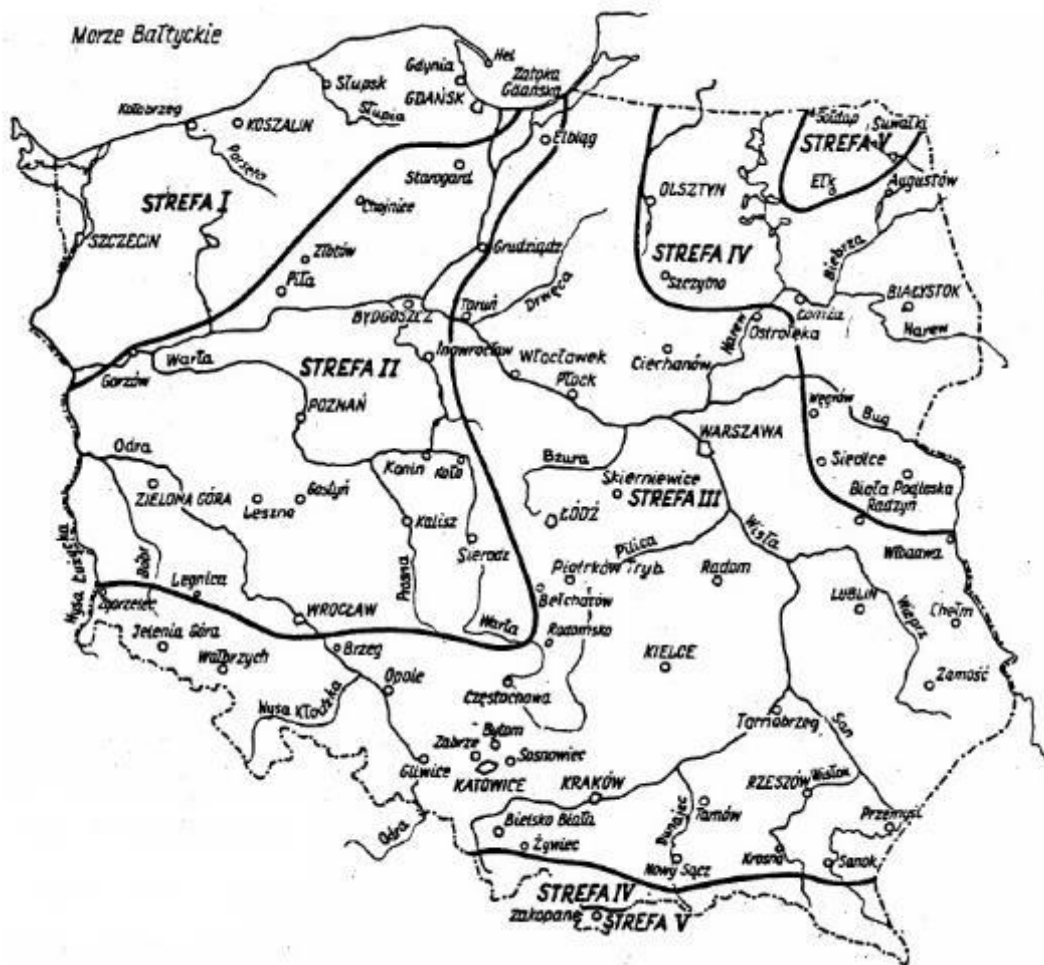 Morze Bałtyckie
Hel
Gdynia
Zatoka
Gdańska
Słupsk
GDAŃSK
Słupia
Kołobrzeg
KOSZALIN
Parsęta
Elbląg
Gołdap
Suwałki
STREFA V
Ełk
Augustów
Starogard
OLSZTYN
Chojnice
STREFA I
SZCZECIN
Grudziądz
STREFA IV
Biebrza
Złotów
Szczytno
Piła
Drwęca
BIAŁYSTOK
Łomża
BYDGOSZCZ
Toruń
Narew
Ostrołęka
Narew
Inowrocław
Ciechanów
Warta
STREFA II
Włocławek
Gorzów
Płock
Węgrów
Bug
POZNAŃ
WARSZAWA
Odra
Bzura
Konin
Koło
Siedlce
Skierniewice
Biała Podlaska
ZIELONA GÓRA
Gostyń
STREFA III
Radzyń
Leszno
ŁÓDŹ
Kalisz
Wisła
Nysa Łużycka
Sieradz
Pilica
Włodawa
Bóbr
Prosna
Piotrków Tryb.
Radom
Legnica
Bełchatów
LUBLIN
Zgorzelec
Wieprz
Chełm
WROCŁAW
Warta
Jelenia Góra
Radomsko
Brzeg
KIELCE
Wałbrzych
Opole
Częstochowa
Zamość
Nysa Kłodzka
Tarnobrzeg
San
Bytom
Zabrze
Sosnowiec
Gliwice
KATOWICE
KRAKÓW
RZESZÓW
Wisłok
Dunajec
Tarnów
Przemyśl
Odra
Bielsko Biała
Żywiec
Nowy Sącz
Krosno
Sanok
STREFA IV
Zakopane
STREFA V